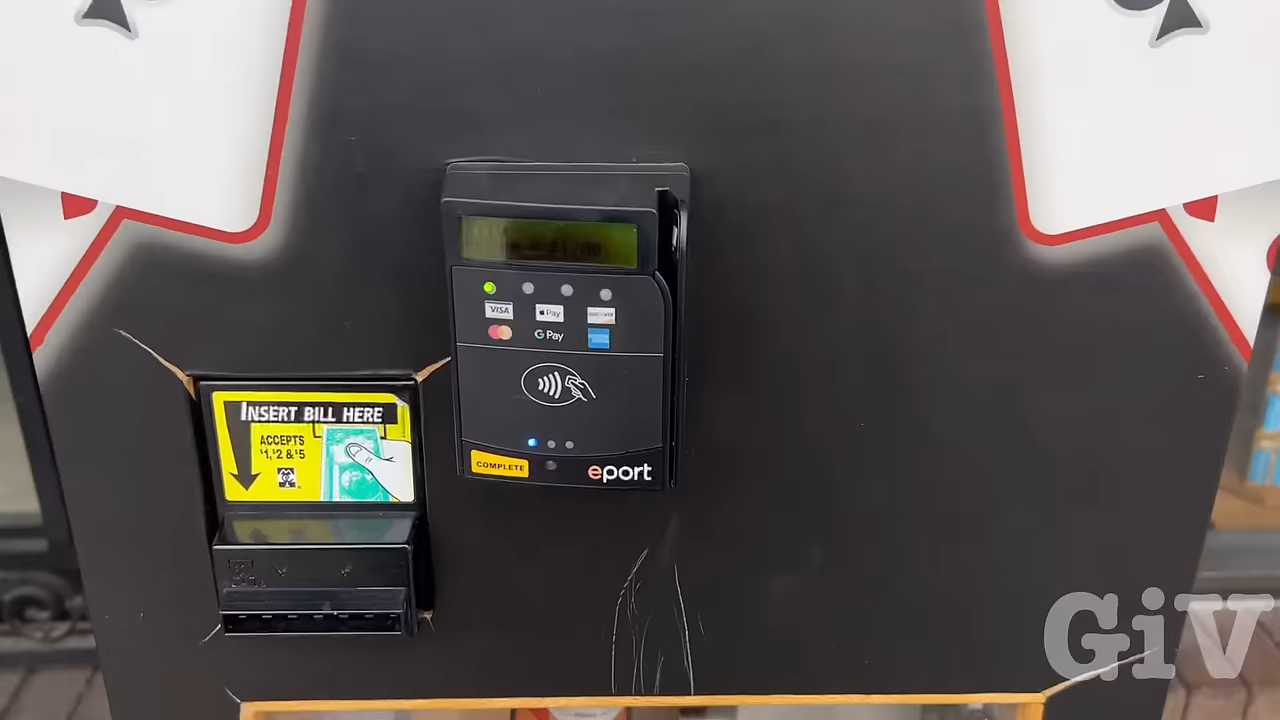 VISA
Pay
DISCOVER
G Pay
INSERT BILL HERE
ACCEPTS
$1, $2 & $5
COMPLETE
eport
GiV